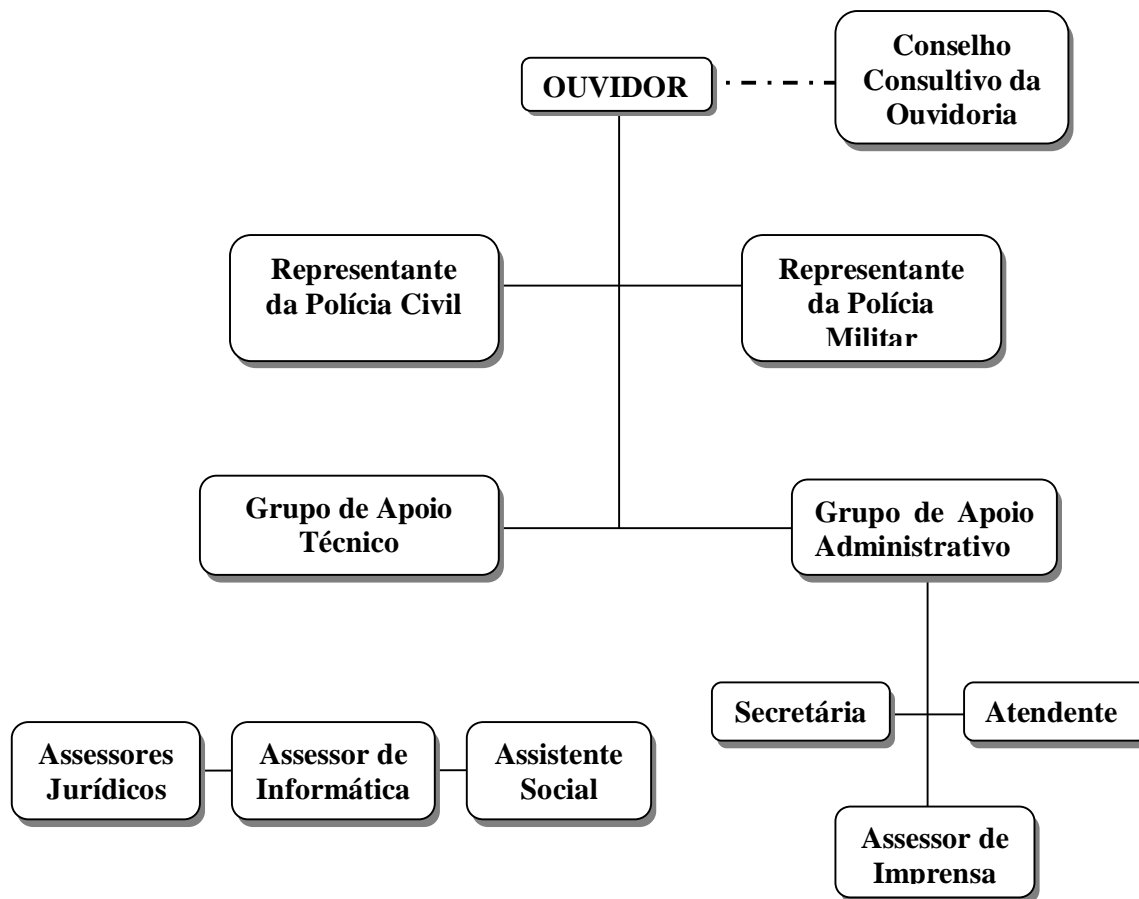 OUVIDOR
Conselho
Consultivo da
Ouvidoria
Representante
da Polícia Civil
Representante
da Polícia
Militar
Grupo de Apoio
Técnico
Grupo de Apoio
Administrativo
Secretária
Atendente
Assessores
Jurídicos
Assessor de
Informática
Assistente
Social
Assessor de
Imprensa